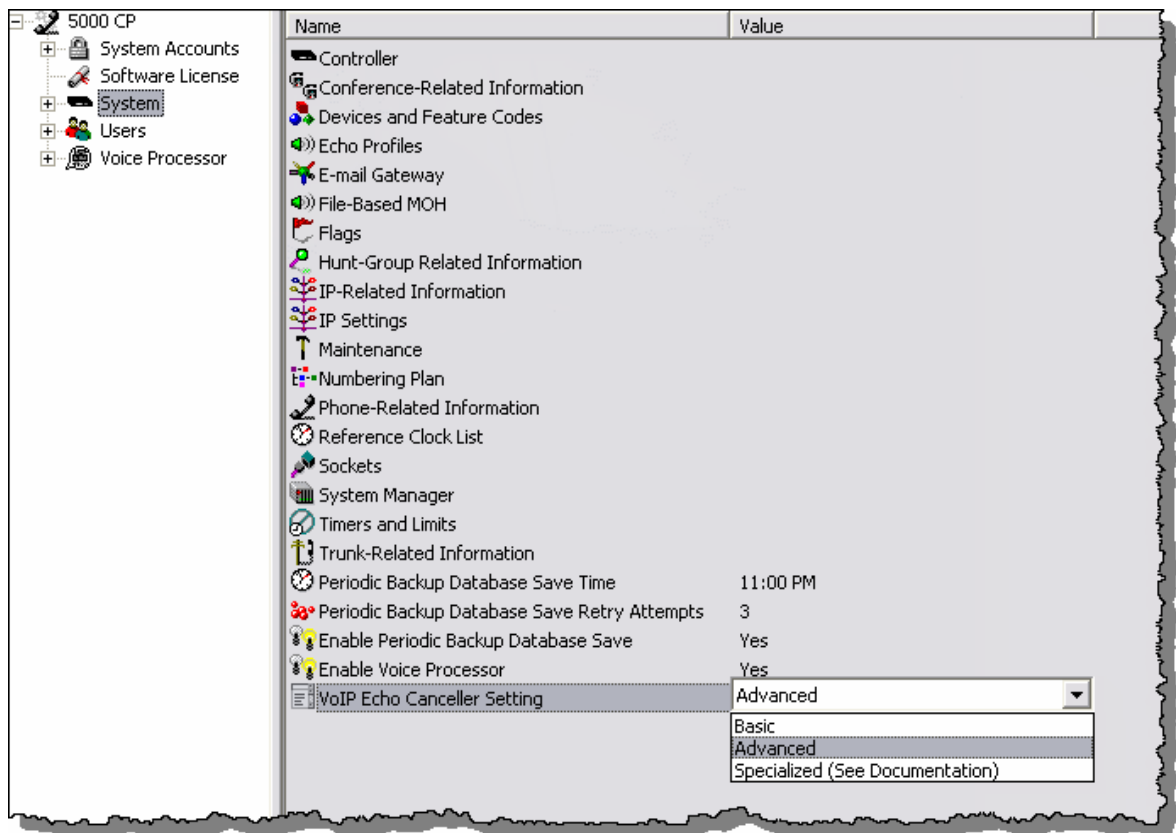 5000 CP
System Accounts
Software License
System
Users
Voice Processor
Name Value
Controller
Conference-Related Information
Devices and Feature Codes
Echo Profiles
E-mail Gateway
File-Based MOH
Flags
Hunt-Group Related Information
IP-Related Information
IP Settings
Maintenance
Numbering Plan
Phone-Related Information
Reference Clock List
Sockets
System Manager
Timers and Limits
Trunk-Related Information
Periodic Backup Database Save Time 11:00 PM
Periodic Backup Database Save Retry Attempts 3
Enable Periodic Backup Database Save Yes
Enable Voice Processor Yes
VoIP Echo Canceller Setting Advanced
Basic
Advanced
Specialized (See Documentation)